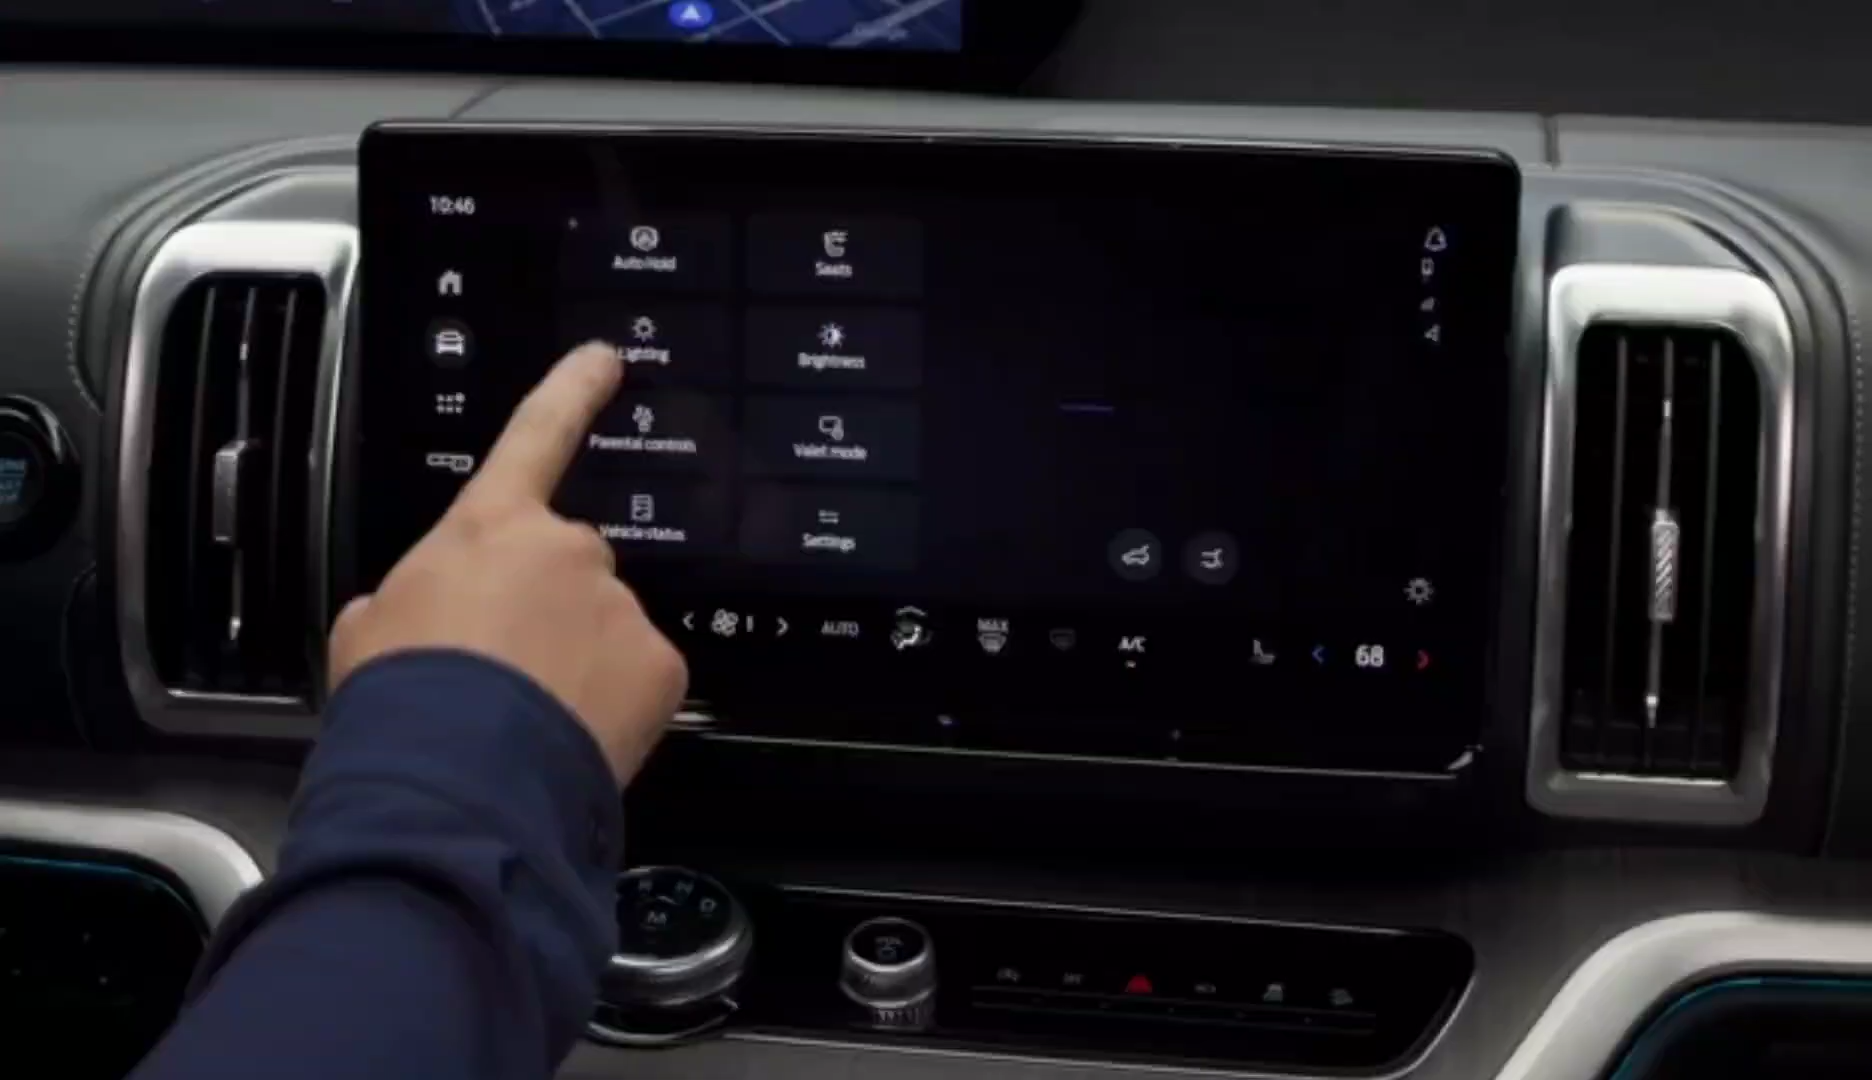 10:46
Auto Hold
Seats
Lighting
Brightness
Parental controls
Valet mode
Vehicle status
Settings
AUTO
MAX
A/C
68
R N D
M